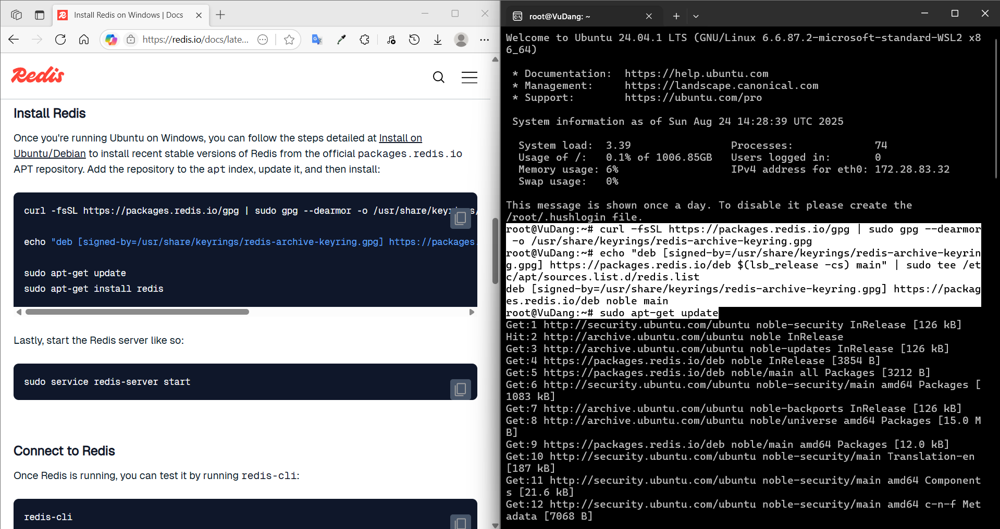 Install Redis on Windows | Docs
https://redis.io/docs/late...
Redis
Install Redis
Once you're running Ubuntu on Windows, you can follow the steps detailed at Install on
Ubuntu/Debian to install recent stable versions of Redis from the official packages.redis.io
APT repository. Add the repository to the apt index, update it, and then install:
curl -fsSL https://packages.redis.io/gpg | sudo gpg --dearmor -o /usr/share/keyrings/
echo "deb [signed-by=/usr/share/keyrings/redis-archive-keyring.gpg] https://packages.
sudo apt-get update
sudo apt-get install redis
Lastly, start the Redis server like so:
sudo service redis-server start
Connect to Redis
Once Redis is running, you can test it by running redis-cli:
redis-cli
root@VuDang: ~
Welcome to Ubuntu 24.04.1 LTS (GNU/Linux 6.6.87.2-microsoft-standard-WSL2 x8
6_64)
* Documentation: https://help.ubuntu.com
* Management: https://landscape.canonical.com
* Support: https://ubuntu.com/pro
System information as of Sun Aug 24 14:28:39 UTC 2025
System load: 3.39 Processes: 74
Usage of /: 0.1% of 1006.85GB Users logged in: 0
Memory usage: 6% IPv4 address for eth0: 172.28.83.32
Swap usage: 0%
This message is shown once a day. To disable it please create the
/root/.hushlogin file.
root@VuDang:~# curl -fsSL https://packages.redis.io/gpg | sudo gpg --dearmor
-o /usr/share/keyrings/redis-archive-keyring.gpg
root@VuDang:~# echo "deb [signed-by=/usr/share/keyrings/redis-archive-keyrin
g.gpg] https://packages.redis.io/deb $(lsb_release -cs) main" | sudo tee /et
c/apt/sources.list.d/redis.list
deb [signed-by=/usr/share/keyrings/redis-archive-keyring.gpg] https://packag
es.redis.io/deb noble main
root@VuDang:~# sudo apt-get update
Get:1 http://security.ubuntu.com/ubuntu noble-security InRelease [126 kB]
Hit:2 http://archive.ubuntu.com/ubuntu noble InRelease
Get:3 http://archive.ubuntu.com/ubuntu noble-updates InRelease [126 kB]
Get:4 https://packages.redis.io/deb noble InRelease [3854 B]
Get:5 https://packages.redis.io/deb noble/main all Packages [3212 B]
Get:6 http://security.ubuntu.com/ubuntu noble-security/main amd64 Packages [
1083 kB]
Get:7 http://archive.ubuntu.com/ubuntu noble-backports InRelease [126 kB]
Get:8 http://archive.ubuntu.com/ubuntu noble/universe amd64 Packages [15.0 M
B]
Get:9 https://packages.redis.io/deb noble/main amd64 Packages [12.0 kB]
Get:10 http://security.ubuntu.com/ubuntu noble-security/main Translation-en
[187 kB]
Get:11 http://security.ubuntu.com/ubuntu noble-security/main amd64 Component
s [21.6 kB]
Get:12 http://security.ubuntu.com/ubuntu noble-security/main amd64 c-n-f Met
adata [7068 B]